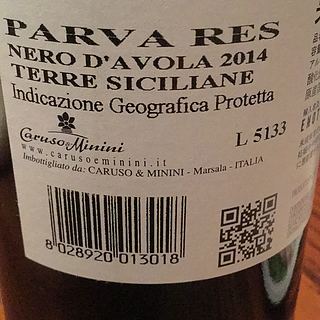 PARVA RES
NERO D'AVOLA 2014
TERRE SICILIANE
Indicazione Geografica Protetta
Caruso & Minini
www.carusoeminini.it
L 5133
Imbottigliato da: CARUSO & MININI - Marsala - ITALIA
8 028920 013018